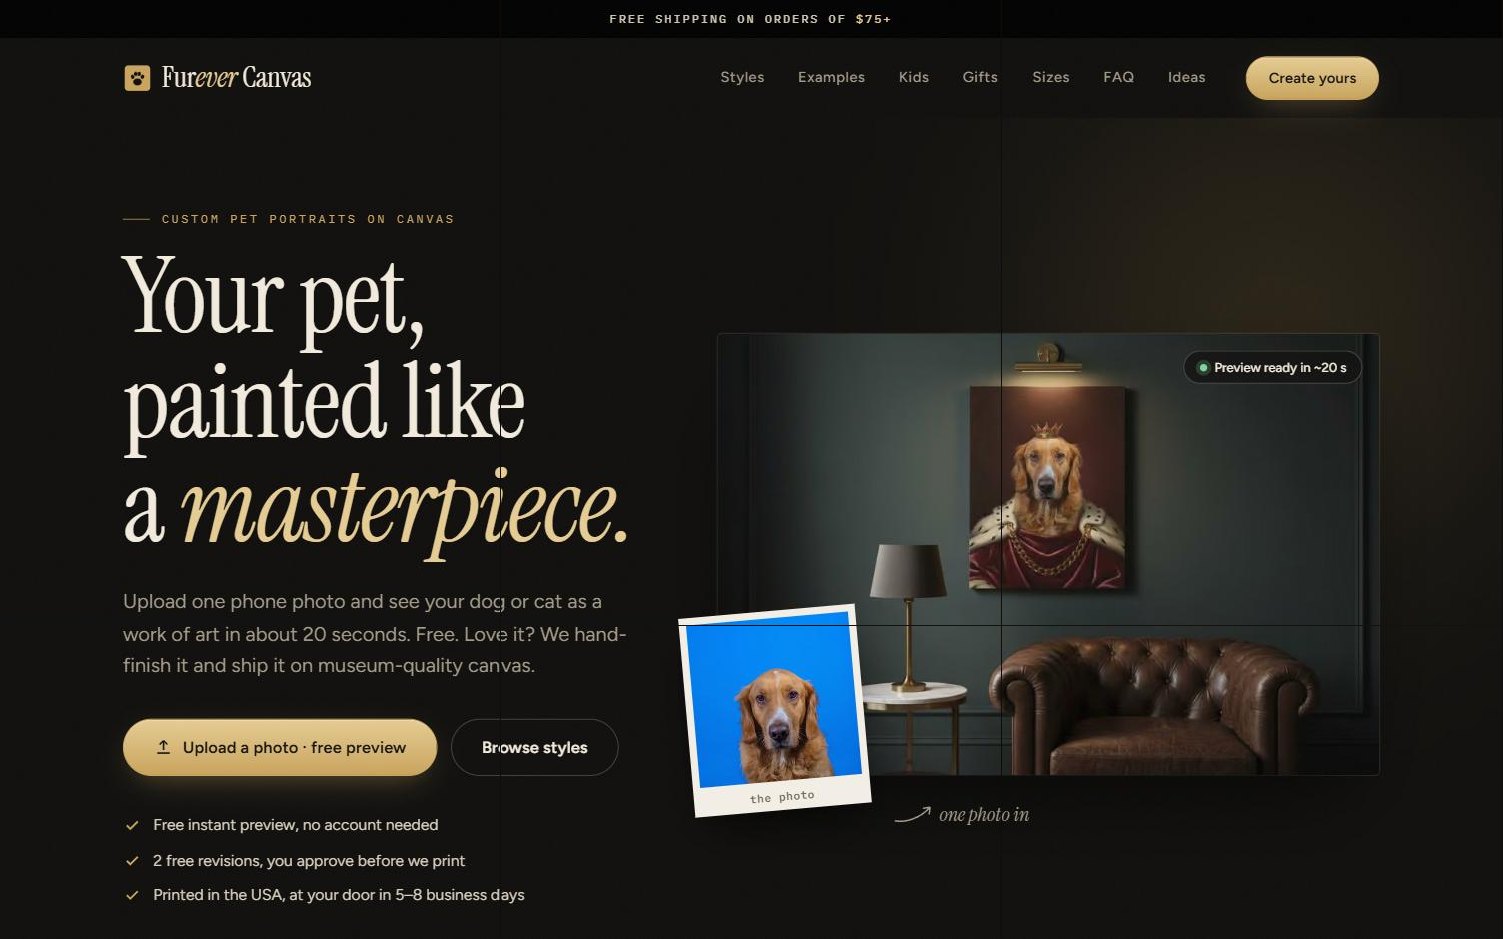 FREE SHIPPING ON ORDERS OF $75+
Furever Canvas
Styles Examples Kids Gifts Sizes FAQ Ideas Create yours
CUSTOM PET PORTRAITS ON CANVAS
Your pet,
painted like
a masterpiece.
Upload one phone photo and see your dog or cat as a
work of art in about 20 seconds. Free. Love it? We hand-
finish it and ship it on museum-quality canvas.
Upload a photo · free preview
Browse styles
Free instant preview, no account needed
2 free revisions, you approve before we print
Printed in the USA, at your door in 5–8 business days
Preview ready in ~20 s
the photo
one photo in